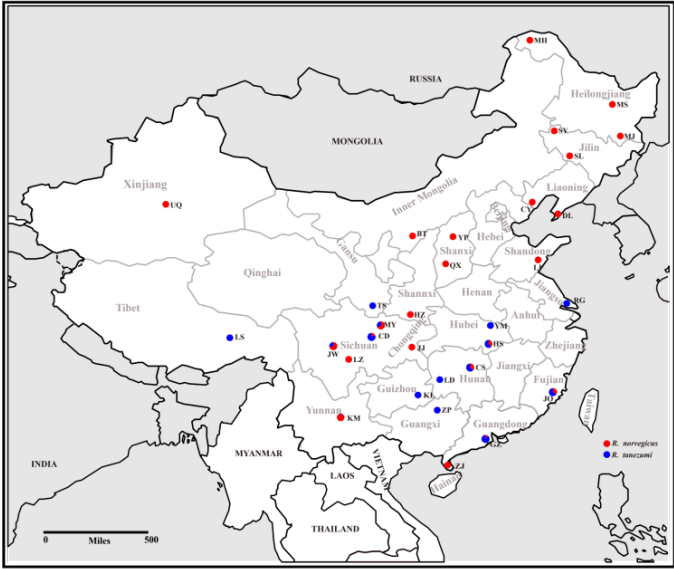 MH
RUSSIA
Heilongjiang
MS
MONGOLIA
SY
MJ
Jilin
SL
Xinjiang
Inner Mongolia
Liaoning
UQ
CY
DL
Beijing
BT
YP
Hebei
Gansu
Shanxi
Shandong
QX
LY
Qinghai
Shannxi
Henan
Jiangsu
Tibet
TS
RG
HZ
Anhui
MY
Hubei
YM
LS
CD
Chongqing
HS
Zhejiang
JW
Sichuan
JJ
LZ
CS
Jiangxi
LD
Hunan
Fujian
Guizhou
KL
JO
Taiwan
Yunnan
KM
ZP
Guangxi
Guangdong
GZ
R. norvegicus
R. tanezumi
MYANMAR
VIETNAM
ZJ
INDIA
LAOS
Hainan
THAILAND
0 500
Miles